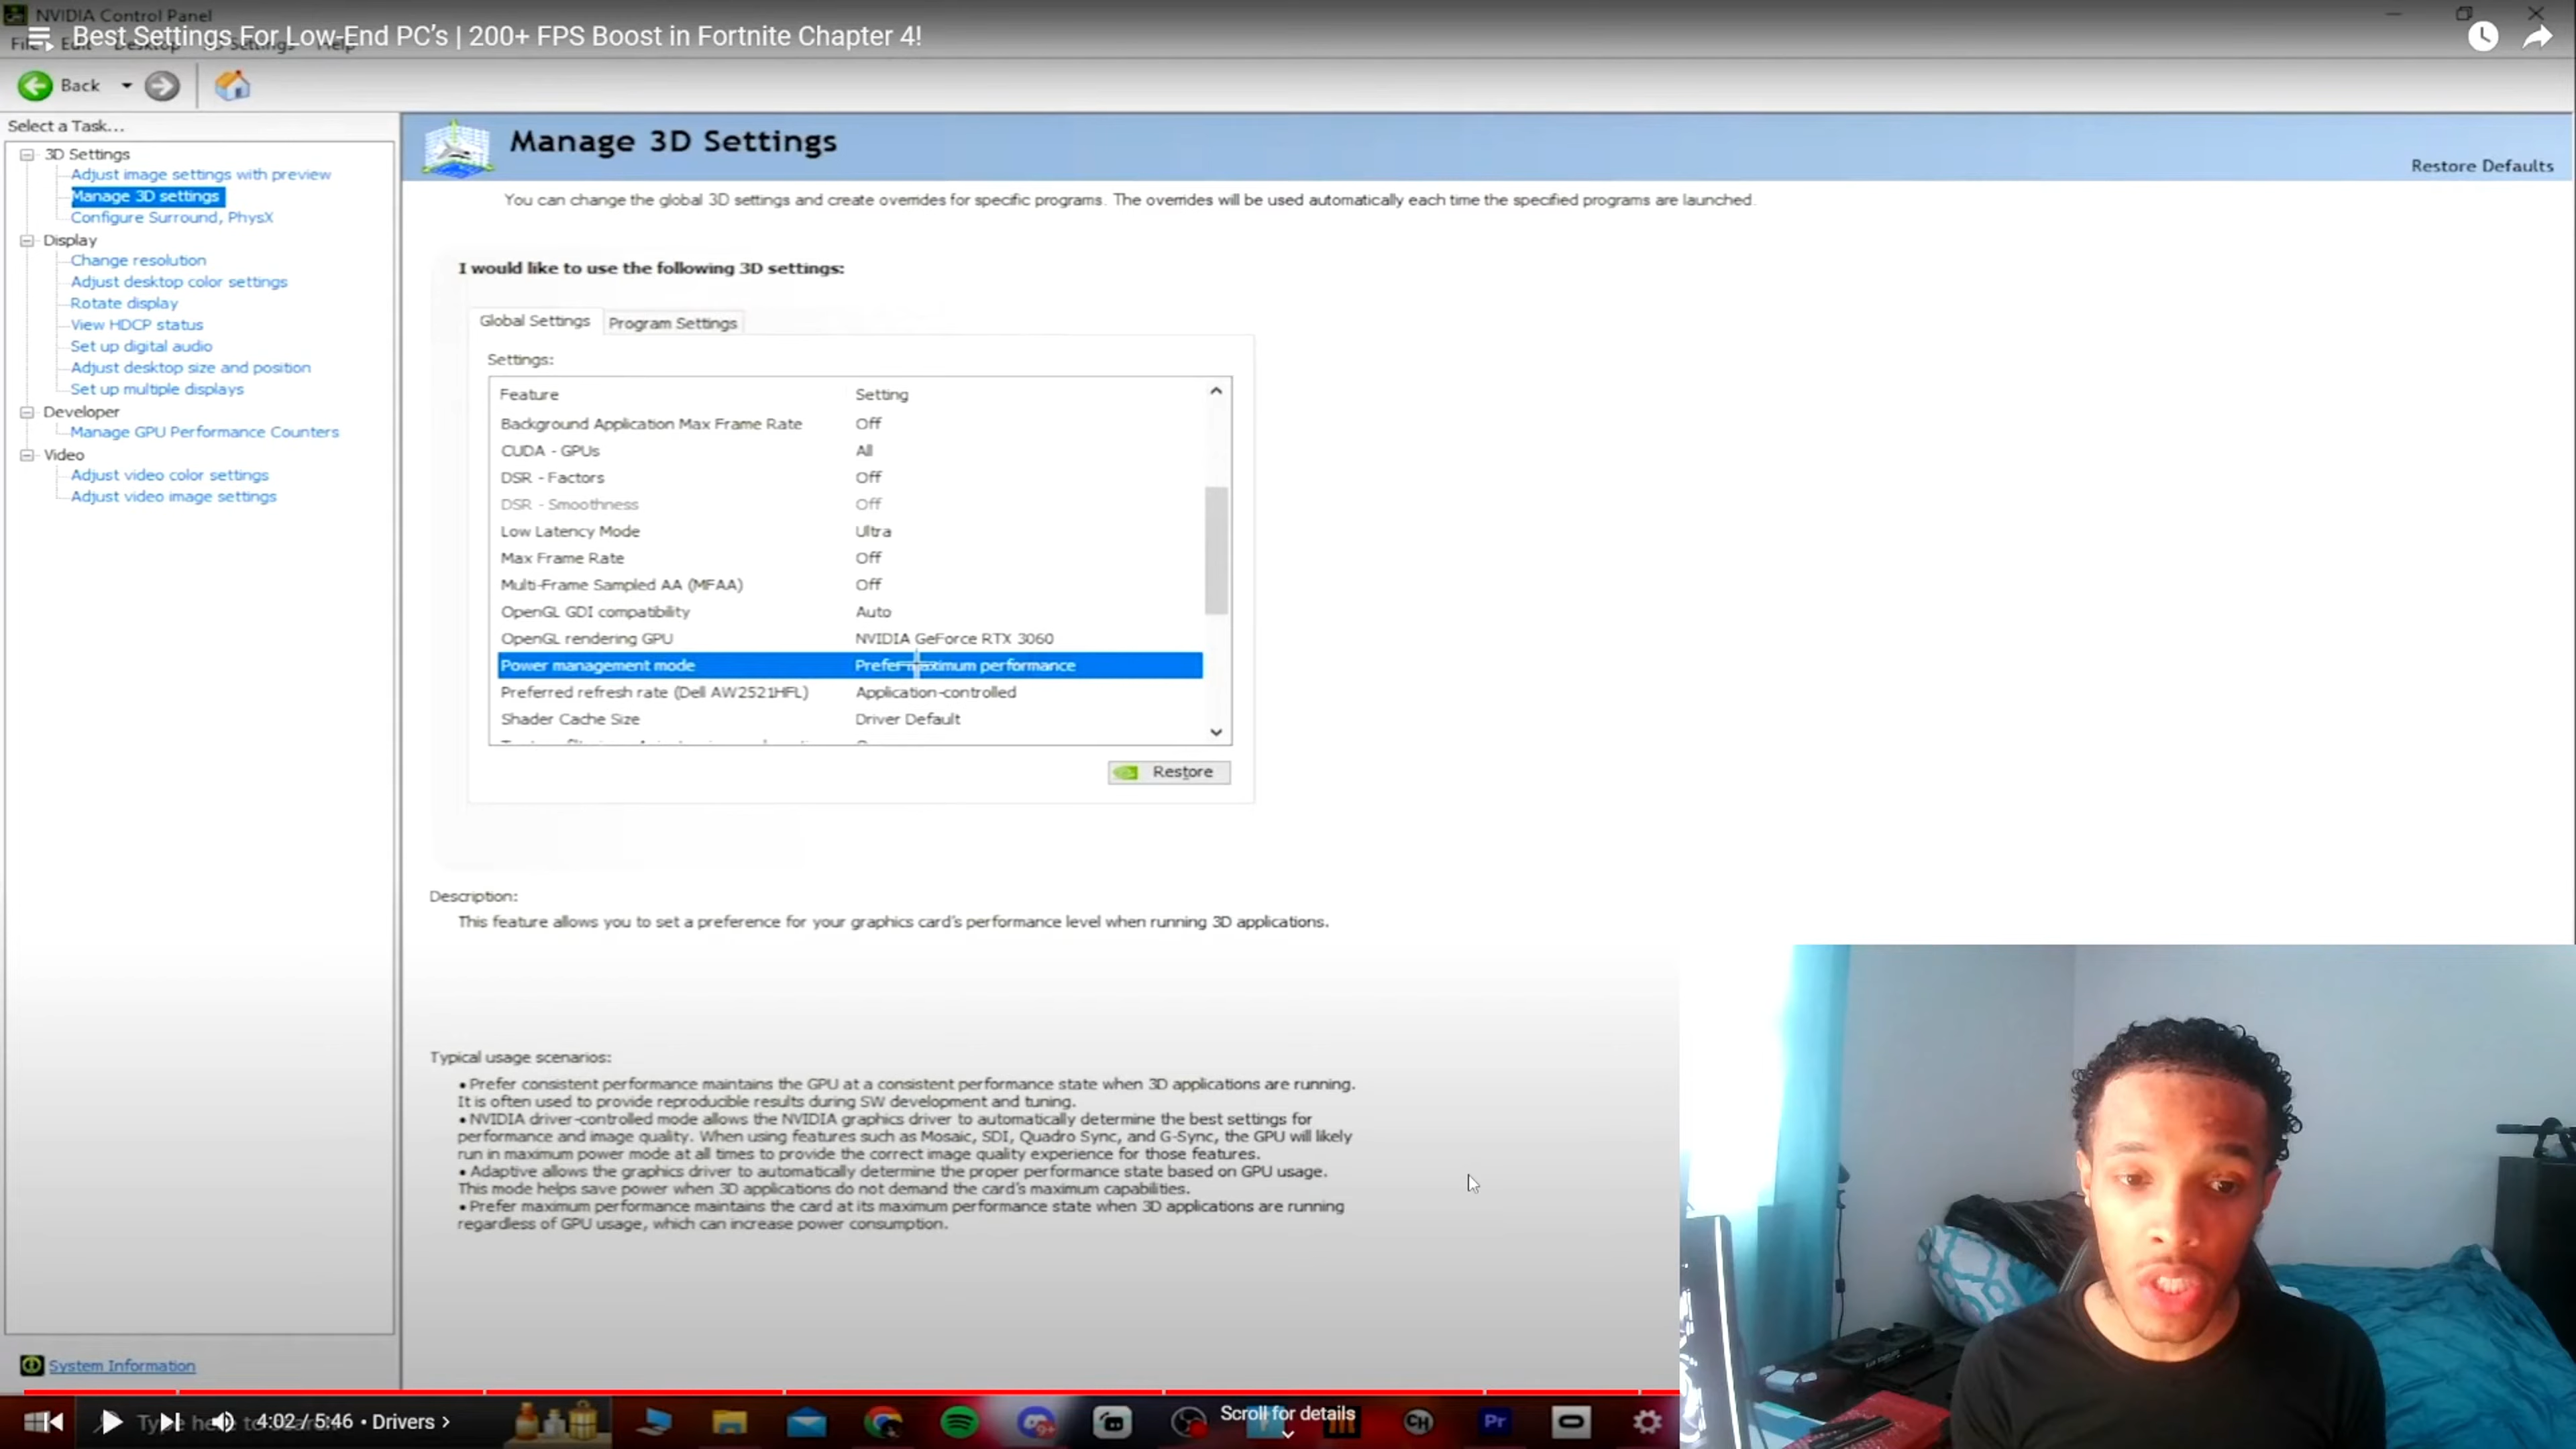 NVIDIA Control Panel
Best Settings For Low-End PC's | 200+ FPS Boost in Fortnite Chapter 4!
Back
Select a Task...
3D Settings
Adjust image settings with preview
Manage 3D settings
Configure Surround, PhysX
Display
Change resolution
Adjust desktop color settings
Rotate display
View HDCP status
Set up digital audio
Adjust desktop size and position
Set up multiple displays
Developer
Manage GPU Performance Counters
Video
Adjust video color settings
Adjust video image settings
System Information
Manage 3D Settings
Restore Defaults
You can change the global 3D settings and create overrides for specific programs. The overrides will be used automatically each time the specified programs are launched.
I would like to use the following 3D settings:
Global Settings Program Settings
Settings:
Feature Setting
Background Application Max Frame Rate Off
CUDA - GPUs All
DSR - Factors Off
DSR - Smoothness Off
Low Latency Mode Ultra
Max Frame Rate Off
Multi-Frame Sampled AA (MFAA) Off
OpenGL GDI compatibility Auto
OpenGL rendering GPU NVIDIA GeForce RTX 3060
Power management mode Prefer maximum performance
Preferred refresh rate (Dell AW2521HFL) Application-controlled
Shader Cache Size Driver Default
Restore
Description:
This feature allows you to set a preference for your graphics card's performance level when running 3D applications.
Typical usage scenarios:
• Prefer consistent performance maintains the GPU at a consistent performance state when 3D applications are running.
It is often used to provide reproducible results during SW development and tuning.
• NVIDIA driver-controlled mode allows the NVIDIA graphics driver to automatically determine the best settings for
performance and image quality. When using features such as Mosaic, SDI, Quadro Sync, and G-Sync, the GPU will likely
run in maximum power mode at all times to provide the correct image quality experience for those features.
• Adaptive allows the graphics driver to automatically determine the proper performance state based on GPU usage.
This mode helps save power when 3D applications do not demand the card's maximum capabilities.
• Prefer maximum performance maintains the card at its maximum performance state when 3D applications are running
regardless of GPU usage, which can increase power consumption.
Type here to search
4:02 / 5:46 • Drivers >
9+
Scroll for details
CH
Pr